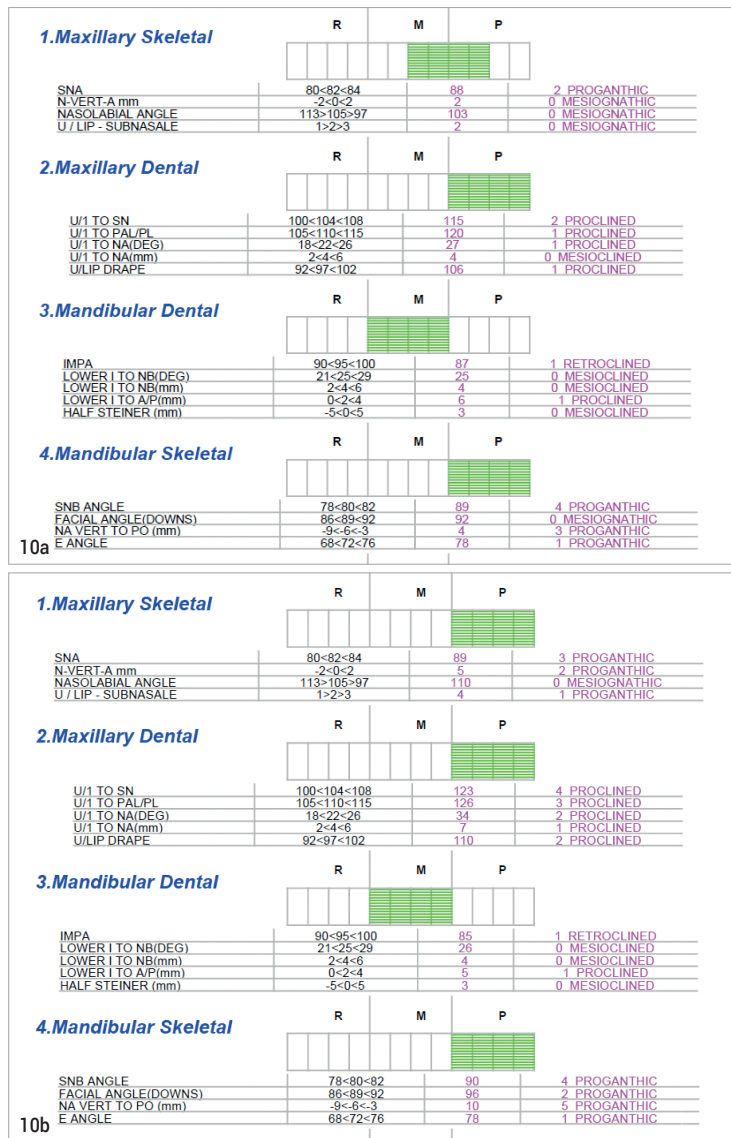 R M P
1.Maxillary Skeletal
SNA 80<82<84 88 2 PROGANTHIC
N-VERT-A mm -2<0<2 2 0 MESIOGNATHIC
NASOLABIAL ANGLE 113>105>97 103 0 MESIOGNATHIC
U / LIP - SUBNASALE 1>2>3 2 0 MESIOGNATHIC
R M P
2.Maxillary Dental
U/1 TO SN 100<104<108 115 2 PROCLINED
U/1 TO PAL/PL 105<110<115 120 1 PROCLINED
U/1 TO NA(DEG) 18<22<26 27 1 PROCLINED
U/1 TO NA(mm) 2<4<6 4 0 MESIOCLINED
U/LIP DRAPE 92<97<102 106 1 PROCLINED
R M P
3.Mandibular Dental
IMPA 90<95<100 87 1 RETROCLINED
LOWER I TO NB(DEG) 21<25<29 25 0 MESIOCLINED
LOWER I TO NB(mm) 2<4<6 4 0 MESIOCLINED
LOWER I TO A/P(mm) 0<2<4 6 1 PROCLINED
HALF STEINER (mm) -5<0<5 3 0 MESIOCLINED
R M P
4.Mandibular Skeletal
SNB ANGLE 78<80<82 89 4 PROGANTHIC
FACIAL ANGLE(DOWNS) 86<89<92 92 0 MESIOGNATHIC
NA VERT TO PO (mm) -9<-6<-3 4 3 PROGANTHIC
E ANGLE 68<72<76 78 1 PROGANTHIC
10a
R M P
1.Maxillary Skeletal
SNA 80<82<84 89 3 PROGANTHIC
N-VERT-A mm -2<0<2 5 2 PROGANTHIC
NASOLABIAL ANGLE 113>105>97 110 0 MESIOGNATHIC
U / LIP - SUBNASALE 1>2>3 4 1 PROGANTHIC
R M P
2.Maxillary Dental
U/1 TO SN 100<104<108 123 4 PROCLINED
U/1 TO PAL/PL 105<110<115 126 3 PROCLINED
U/1 TO NA(DEG) 18<22<26 34 2 PROCLINED
U/1 TO NA(mm) 2<4<6 7 1 PROCLINED
U/LIP DRAPE 92<97<102 110 2 PROCLINED
R M P
3.Mandibular Dental
IMPA 90<95<100 85 1 RETROCLINED
LOWER I TO NB(DEG) 21<25<29 26 0 MESIOCLINED
LOWER I TO NB(mm) 2<4<6 4 0 MESIOCLINED
LOWER I TO A/P(mm) 0<2<4 5 1 PROCLINED
HALF STEINER (mm) -5<0<5 3 0 MESIOCLINED
R M P
4.Mandibular Skeletal
SNB ANGLE 78<80<82 90 4 PROGANTHIC
FACIAL ANGLE(DOWNS) 86<89<92 96 2 PROGANTHIC
NA VERT TO PO (mm) -9<-6<-3 10 5 PROGANTHIC
E ANGLE 68<72<76 78 1 PROGANTHIC
10b